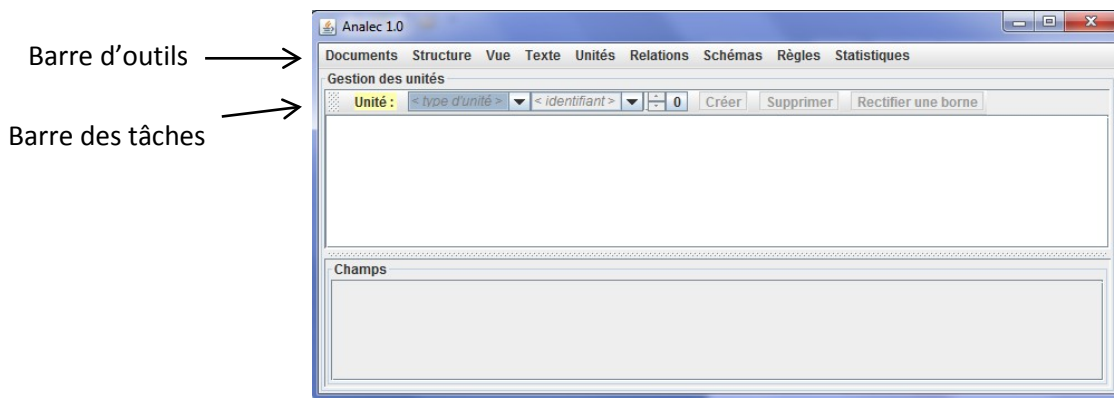 Analec 1.0
Barre d'outils
Documents Structure Vue Texte Unités Relations Schémas Règles Statistiques
Gestion des unités
Unité : < type d'unité > < identifiant > 0 Créer Supprimer Rectifier une borne
Barre des tâches
Champs